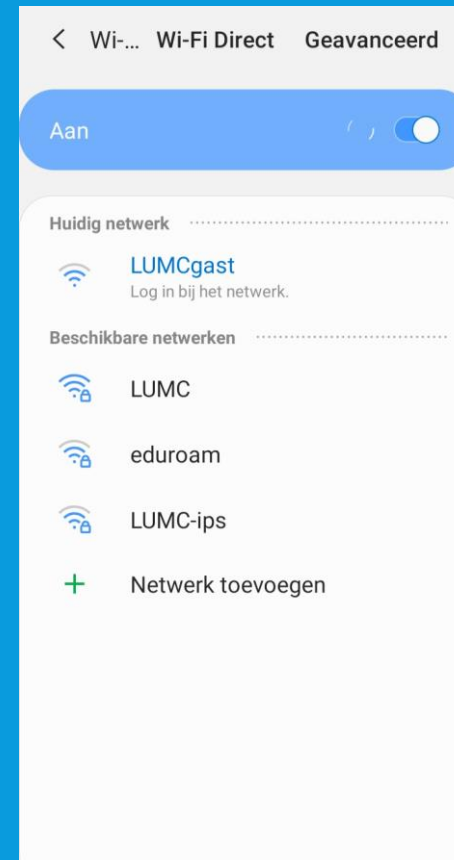 Wi-... Wi-Fi Direct Geavanceerd
Aan
Huidig netwerk
LUMCgast
Log in bij het netwerk.
Beschikbare netwerken
LUMC
eduroam
LUMC-ips
Netwerk toevoegen